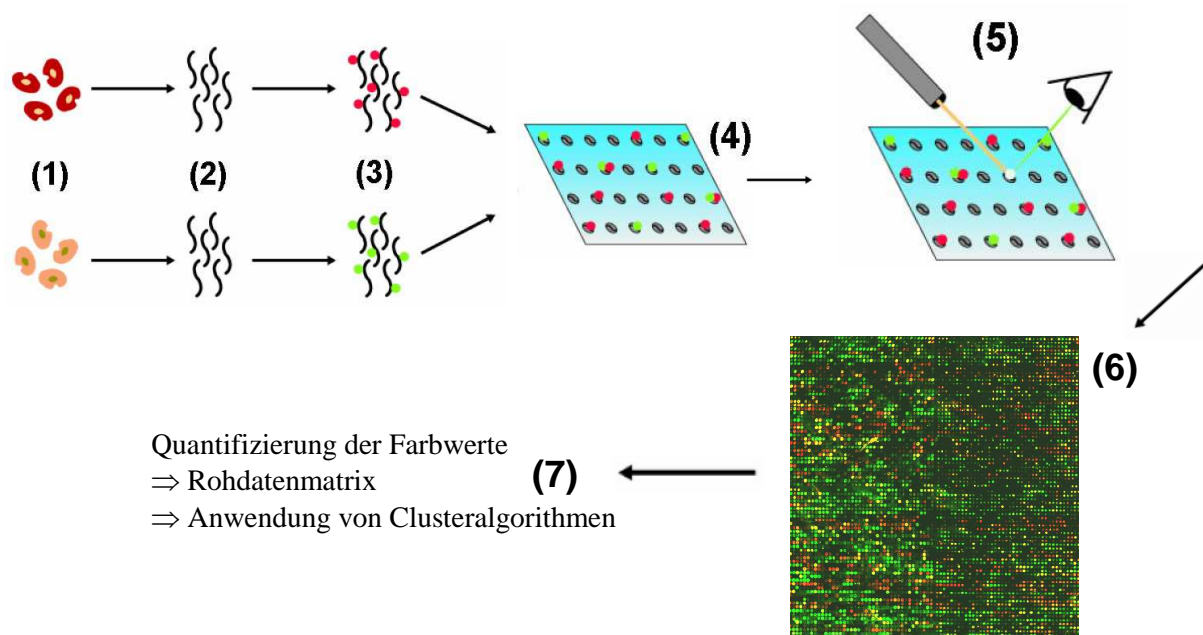 (1)
(2)
(3)
(4)
(5)
(6)
Quantifizierung der Farbwerte
⇒ Rohdatenmatrix
(7)
⇒ Anwendung von Clusteralgorithmen